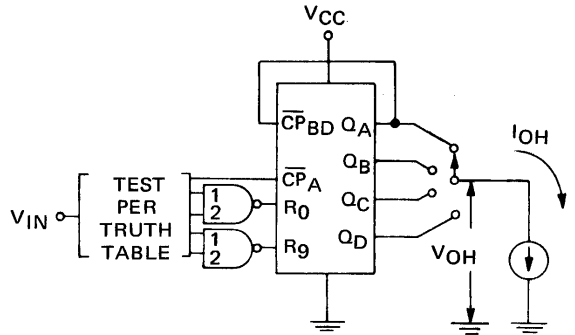 VCC
CPBD QA
IOH
QB
TEST
CPA
1
PER
2
R0
QC
VIN
TRUTH
1
R9
QD
VOH
TABLE
2